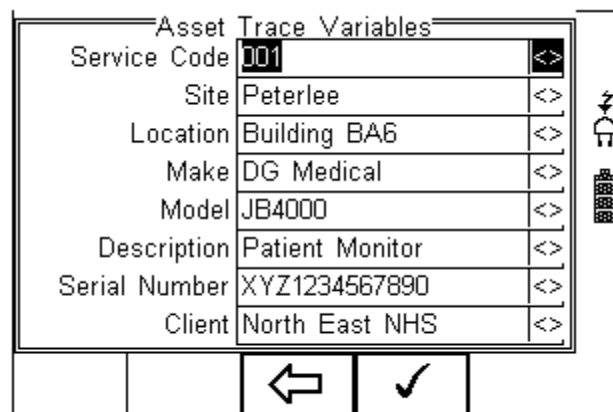 Asset Trace Variables
Service Code 001 <>
Site Peterlee <>
Location Building BA6 <>
Make DG Medical <>
Model JB4000 <>
Description Patient Monitor <>
Serial Number XYZ1234567890 <>
Client North East NHS <>